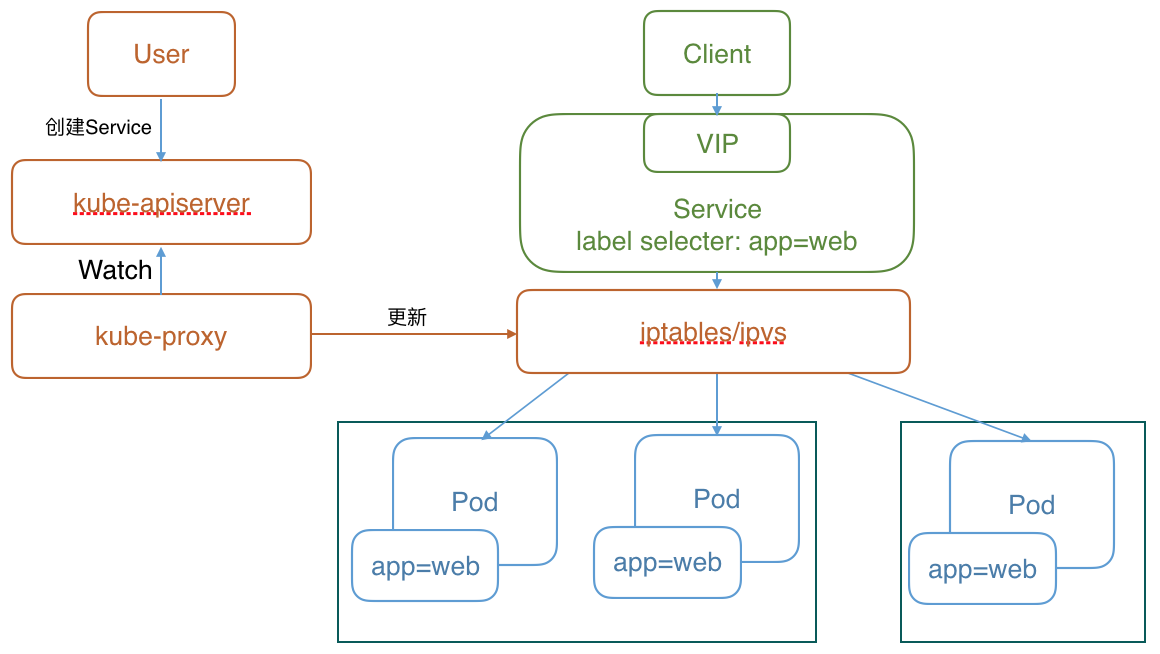 User
Client
创建Service
VIP
kube-apiserver
Service
label selecter: app=web
Watch
kube-proxy
更新
iptables/ipvs
Pod
Pod
Pod
app=web
app=web
app=web